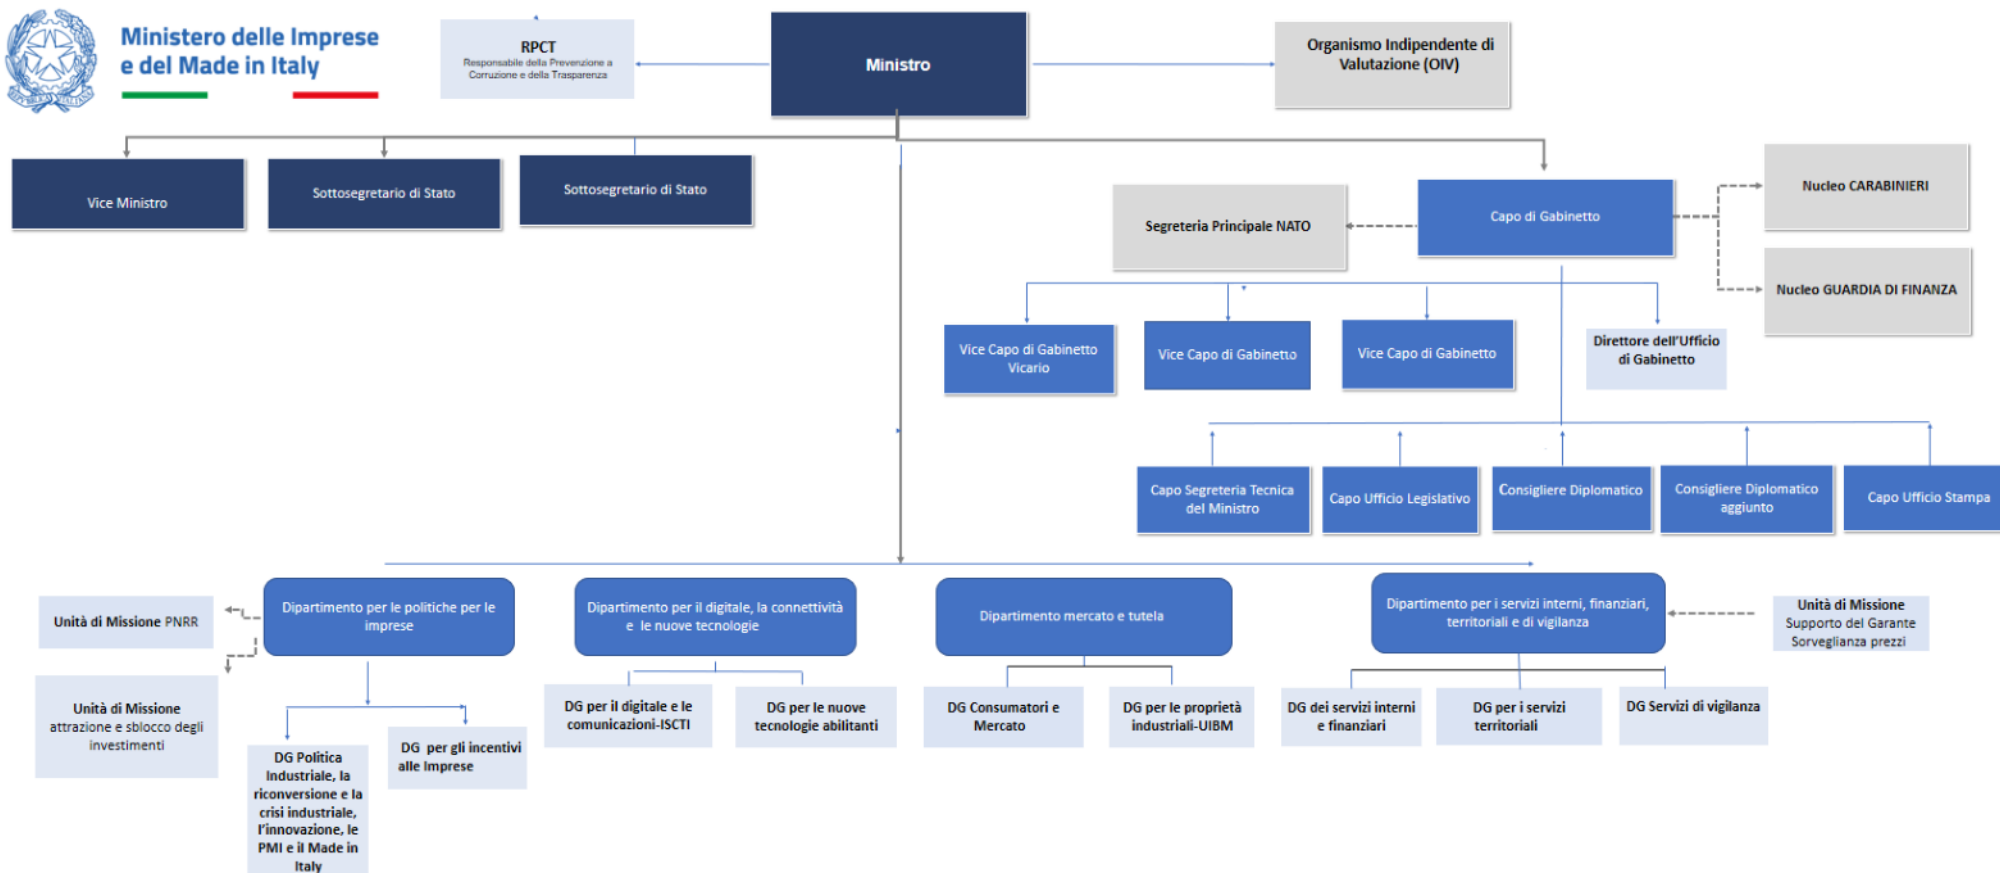 Ministero delle Imprese
e del Made in Italy
REPVBBLICA ITALIANA
RPCT
Responsabile della Prevenzione a
Corruzione e della Trasparenza
Ministro
Organismo Indipendente di
Valutazione (OIV)
Vice Ministro
Sottosegretario di Stato
Sottosegretario di Stato
Segreteria Principale NATO
Capo di Gabinetto
Nucleo CARABINIERI
Nucleo GUARDIA DI FINANZA
Vice Capo di Gabinetto
Vicario
Vice Capo di Gabinetto
Vice Capo di Gabinetto
Direttore dell'Ufficio
di Gabinetto
Capo Segreteria Tecnica
del Ministro
Capo Ufficio Legislativo
Consigliere Diplomatico
Consigliere Diplomatico
aggiunto
Capo Ufficio Stampa
Unità di Missione PNRR
Dipartimento per le politiche per le
imprese
Dipartimento per il digitale, la connettività
e le nuove tecnologie
Dipartimento mercato e tutela
Dipartimento per i servizi interni, finanziari,
territoriali e di vigilanza
Unità di Missione
Supporto del Garante
Sorveglianza prezzi
Unità di Missione
attrazione e sblocco degli
investimenti
DG Politica
Industriale, la
riconversione e la
crisi industriale,
l'innovazione, le
PMI e il Made in
Italy
DG per gli incentivi
alle Imprese
DG per il digitale e le
comunicazioni-ISCTI
DG per le nuove
tecnologie abilitanti
DG Consumatori e
Mercato
DG per le proprietà
industriali-UIBM
DG dei servizi interni
e finanziari
DG per i servizi
territoriali
DG Servizi di vigilanza